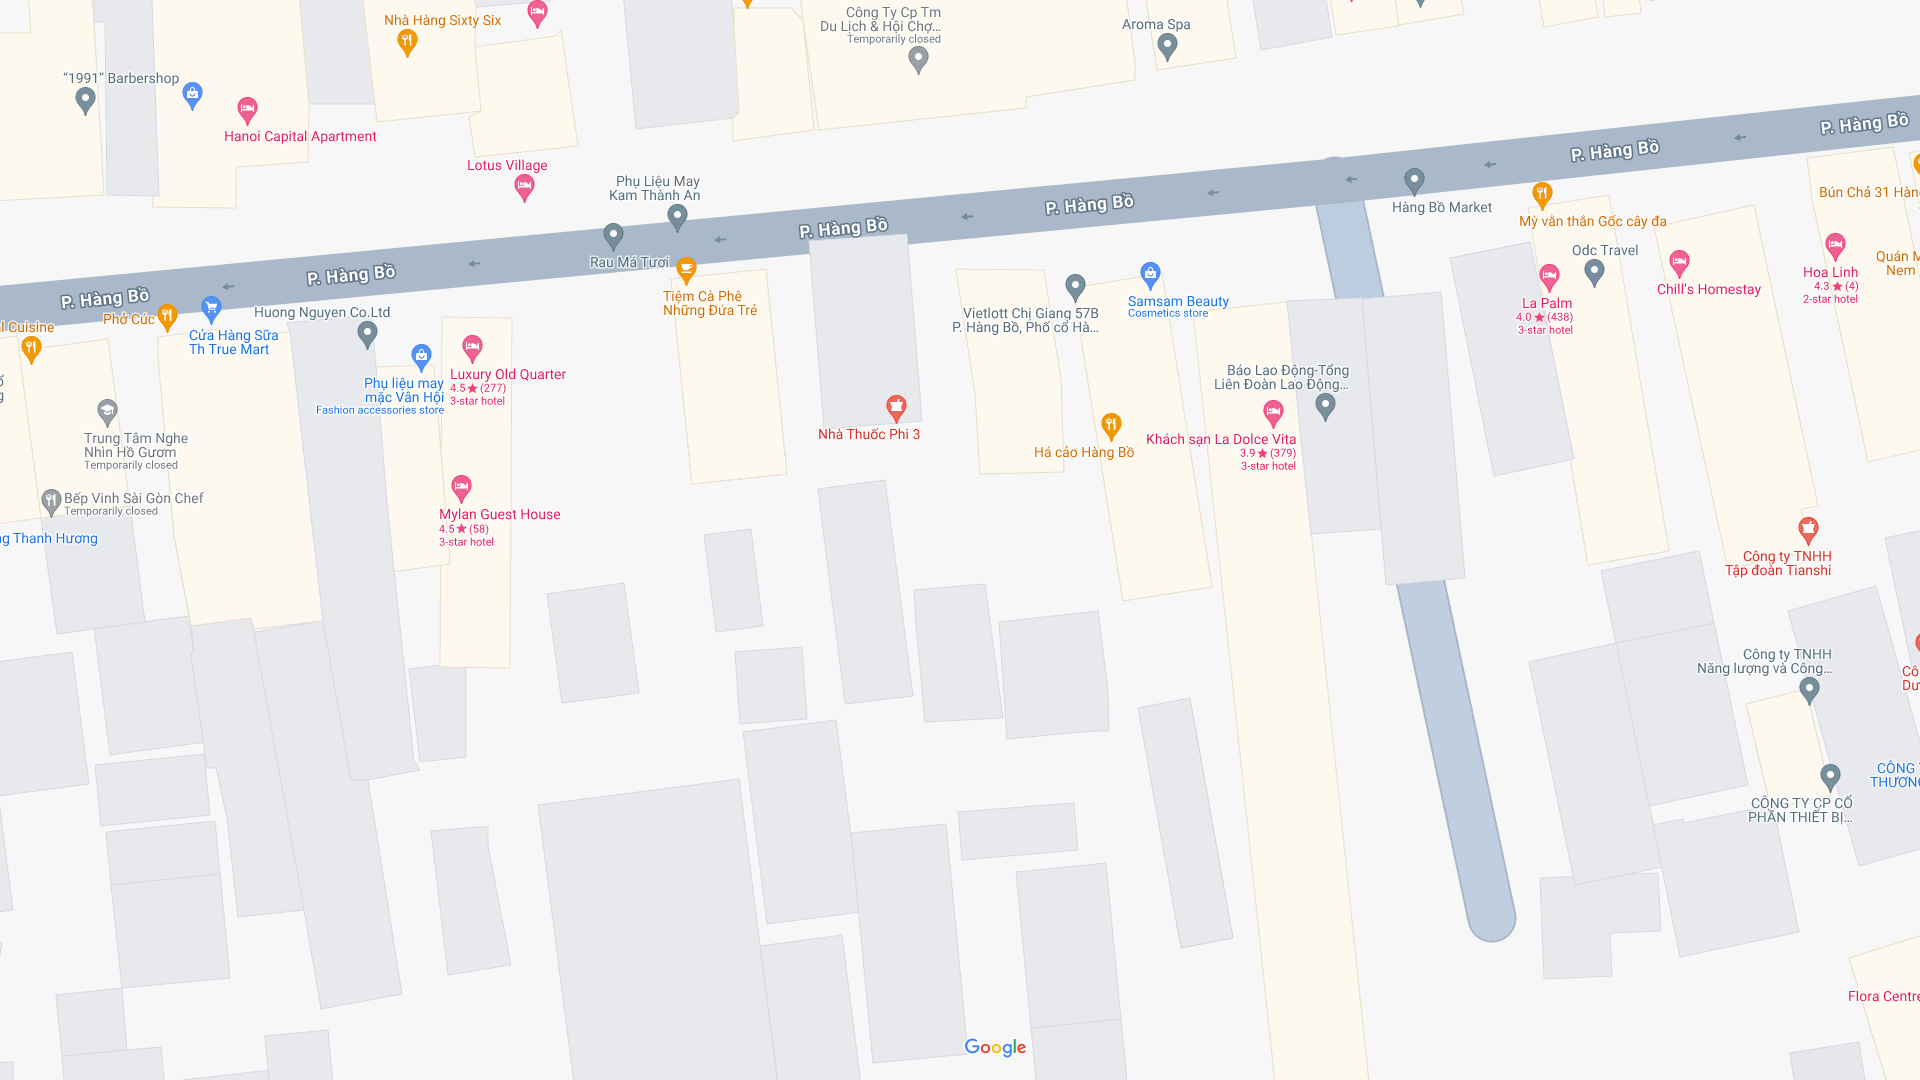 Nhà Hàng Sixty Six
Công Ty Cp Tm
Du Lịch & Hội Chợ...
Temporarily closed
Aroma Spa
“1991” Barbershop
Hanoi Capital Apartment
Lotus Village
Phụ Liệu May
Kam Thành An
P. Hàng Bồ
P. Hàng Bồ
P. Hàng Bồ
P. Hàng Bồ
P. Hàng Bồ
P. Hàng Bồ
Hàng Bồ Market
Mỳ vằn thắn Gốc cây đa
Bún Chả 31 Hàn
Rau Má Tươi
Tiệm Cà Phê
Những Đứa Trẻ
Odc Travel
Quán
Nem
Hoa Linh
4.3 ★ (4)
2-star hotel
La Palm
4.0 ★ (438)
3-star hotel
Chill's Homestay
Samsam Beauty
Cosmetics store
Vietlott Chị Giang 57B
P. Hàng Bồ, Phố cổ Hà...
Huong Nguyen Co.Ltd
Phở Cúc
l Cuisine
Cửa Hàng Sữa
Th True Mart
Phụ liệu may
mặc Vân Hội
Fashion accessories store
Luxury Old Quarter
4.5 ★ (277)
3-star hotel
Báo Lao Động-Tổng
Liên Đoàn Lao Động...
Nhà Thuốc Phi 3
Há cảo Hàng Bồ
Khách sạn La Dolce Vita
3.9 ★ (379)
3-star hotel
Trung Tâm Nghe
Nhìn Hồ Gươm
Temporarily closed
Bếp Vinh Sài Gòn Chef
Temporarily closed
g Thanh Hương
Mylan Guest House
4.5 ★ (58)
3-star hotel
Công ty TNHH
Tập đoàn Tianshi
Công ty TNHH
Năng lượng và Công...
Cô
CÔNG
THƯƠNG
CÔNG TY CP CỔ
PHẦN THIẾT BỊ...
Flora Centre
Google